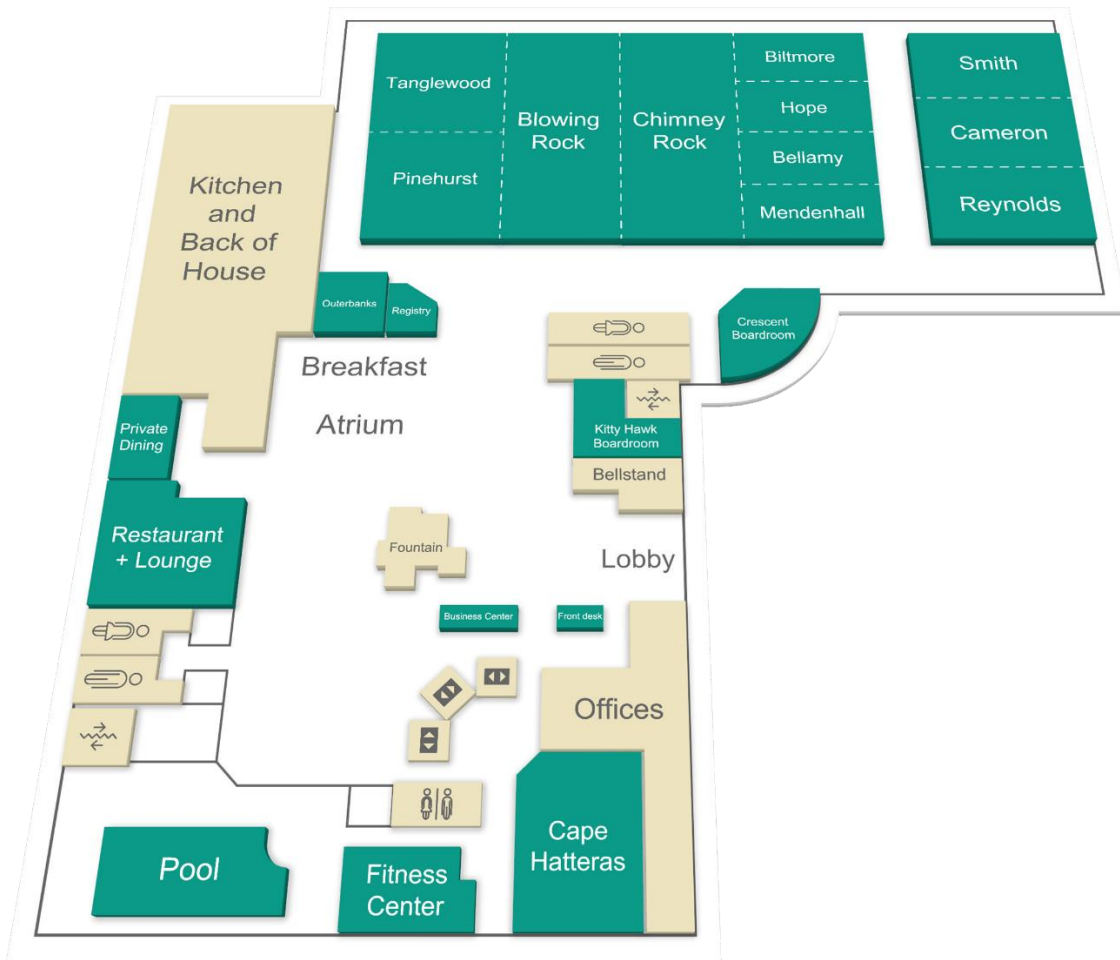 Tanglewood
Pinehurst
Blowing
Rock
Chimney
Rock
Biltmore
Hope
Bellamy
Mendenhall
Smith
Cameron
Reynolds
Kitchen
and
Back of
House
Outerbanks
Registry
Crescent
Boardroom
Breakfast
Atrium
Private
Dining
Kitty Hawk
Boardroom
Bellstand
Restaurant
+ Lounge
Fountain
Lobby
Business Center
Front desk
Offices
Cape
Hatteras
Pool
Fitness
Center